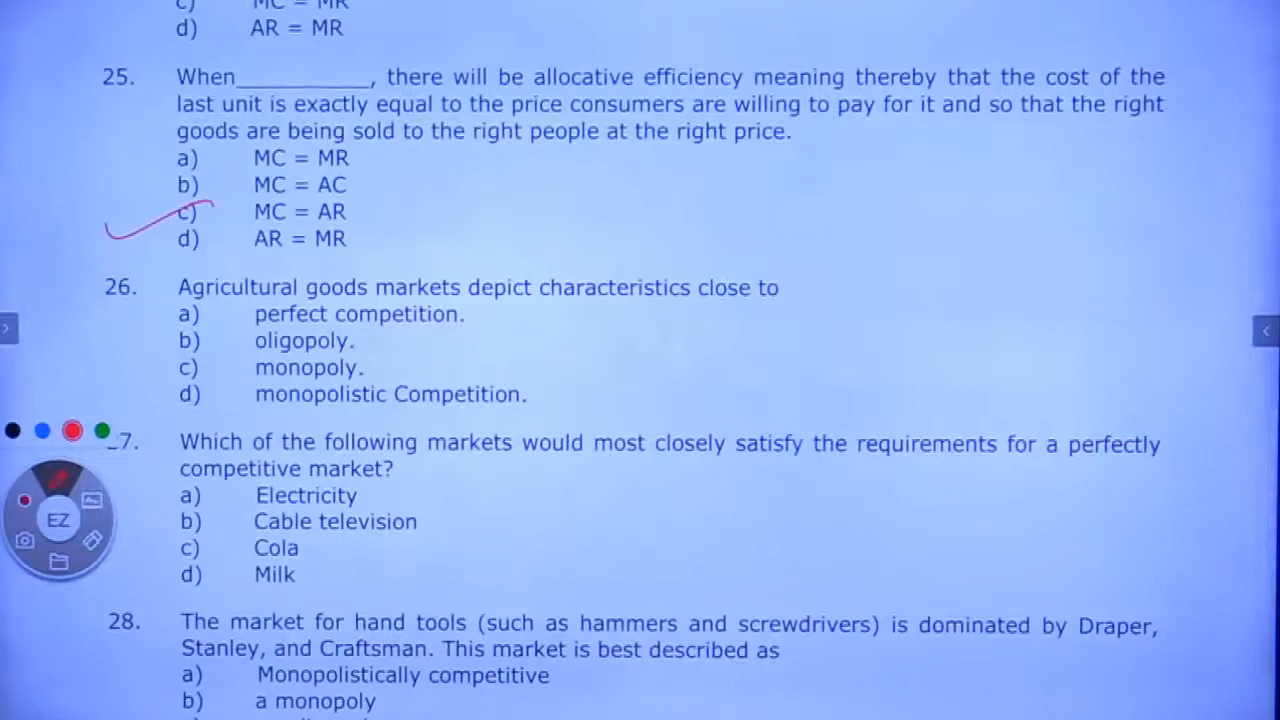 c) MC = MR
d) AR = MR
25. When___________, there will be allocative efficiency meaning thereby that the cost of the
last unit is exactly equal to the price consumers are willing to pay for it and so that the right
goods are being sold to the right people at the right price.
a) MC = MR
b) MC = AC
c) MC = AR
d) AR = MR
26. Agricultural goods markets depict characteristics close to
a) perfect competition.
b) oligopoly.
c) monopoly.
d) monopolistic Competition.
7. Which of the following markets would most closely satisfy the requirements for a perfectly
competitive market?
a) Electricity
b) Cable television
c) Cola
d) Milk
EZ
28. The market for hand tools (such as hammers and screwdrivers) is dominated by Draper,
Stanley, and Craftsman. This market is best described as
a) Monopolistically competitive
b) a monopoly